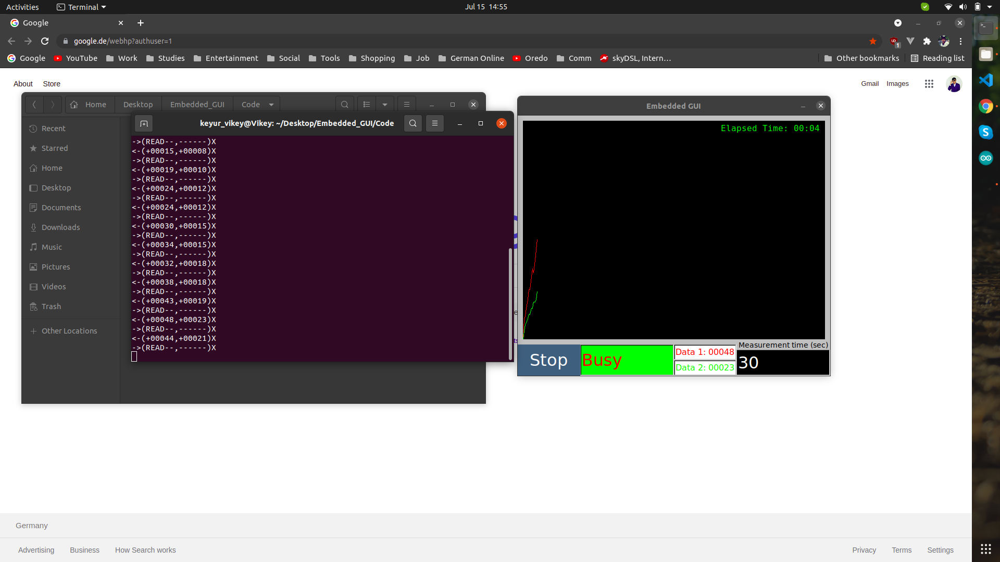 Activities Terminal Jul 15 14:55
Google
google.de/webhp?authuser=1
1
Google YouTube Work Studies Entertainment Social Tools Shopping Job German Online Oredo Comm skyDSL, Intern… Other bookmarks Reading list
About Store Gmail Images
Home Desktop Embedded_GUI Code
Recent
Starred
Home
Desktop
Documents
Downloads
Music
Pictures
Videos
Trash
Other Locations
keyur_vikey@Vikey: ~/Desktop/Embedded_GUI/Code
->(READ--,------)X
<-(+00015,+00008)X
->(READ--,------)X
<-(+00019,+00010)X
->(READ--,------)X
<-(+00024,+00012)X
->(READ--,------)X
<-(+00024,+00012)X
->(READ--,------)X
<-(+00030,+00015)X
->(READ--,------)X
<-(+00034,+00015)X
->(READ--,------)X
<-(+00032,+00018)X
->(READ--,------)X
<-(+00038,+00018)X
->(READ--,------)X
<-(+00043,+00019)X
->(READ--,------)X
<-(+00048,+00023)X
->(READ--,------)X
<-(+00044,+00021)X
->(READ--,------)X
Embedded GUI
Elapsed Time: 00:04
Stop
Busy
Data 1: 00048
Data 2: 00023
Measurement time (sec)
30
Germany
Advertising Business How Search works Privacy Terms Settings